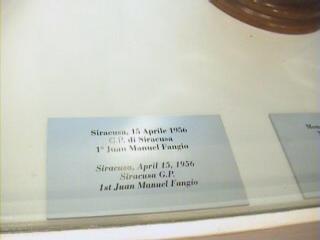 Siracusa, 15 Aprile 1956
G.P. di Siracusa
1° Juan Manuel Fangio
Siracusa, April 15, 1956
Siracusa G.P.
1st Juan Manuel Fangio